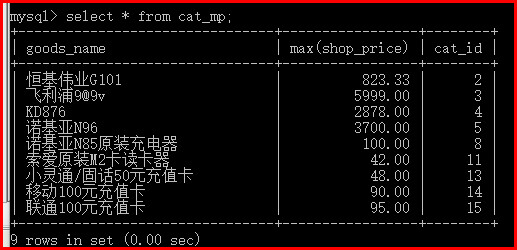 mysql> select * from cat_mp;
+----------------------------+-----------------+--------+
| goods_name | max(shop_price) | cat_id |
+----------------------------+-----------------+--------+
| 恒基伟业G101 | 823.33 | 2 |
| 飞利浦9@9v | 5999.00 | 3 |
| KD876 | 2878.00 | 4 |
| 诺基亚N96 | 3700.00 | 5 |
| 诺基亚N85原装充电器 | 100.00 | 8 |
| 索爱原装M2卡读卡器 | 42.00 | 11 |
| 小灵通/固话50元充值卡 | 48.00 | 13 |
| 移动100元充值卡 | 90.00 | 14 |
| 联通100元充值卡 | 95.00 | 15 |
+----------------------------+-----------------+--------+
9 rows in set (0.00 sec)